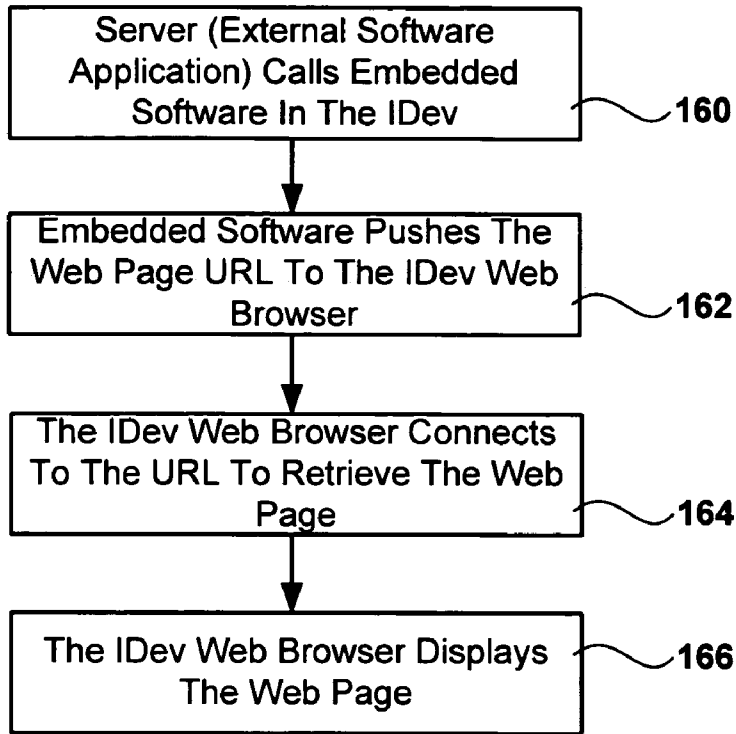 Server (External Software
Application) Calls Embedded
Software In The IDev
160
Embedded Software Pushes The
Web Page URL To The IDev Web
Browser
162
The IDev Web Browser Connects
To The URL To Retrieve The Web
Page
164
The IDev Web Browser Displays
The Web Page
166